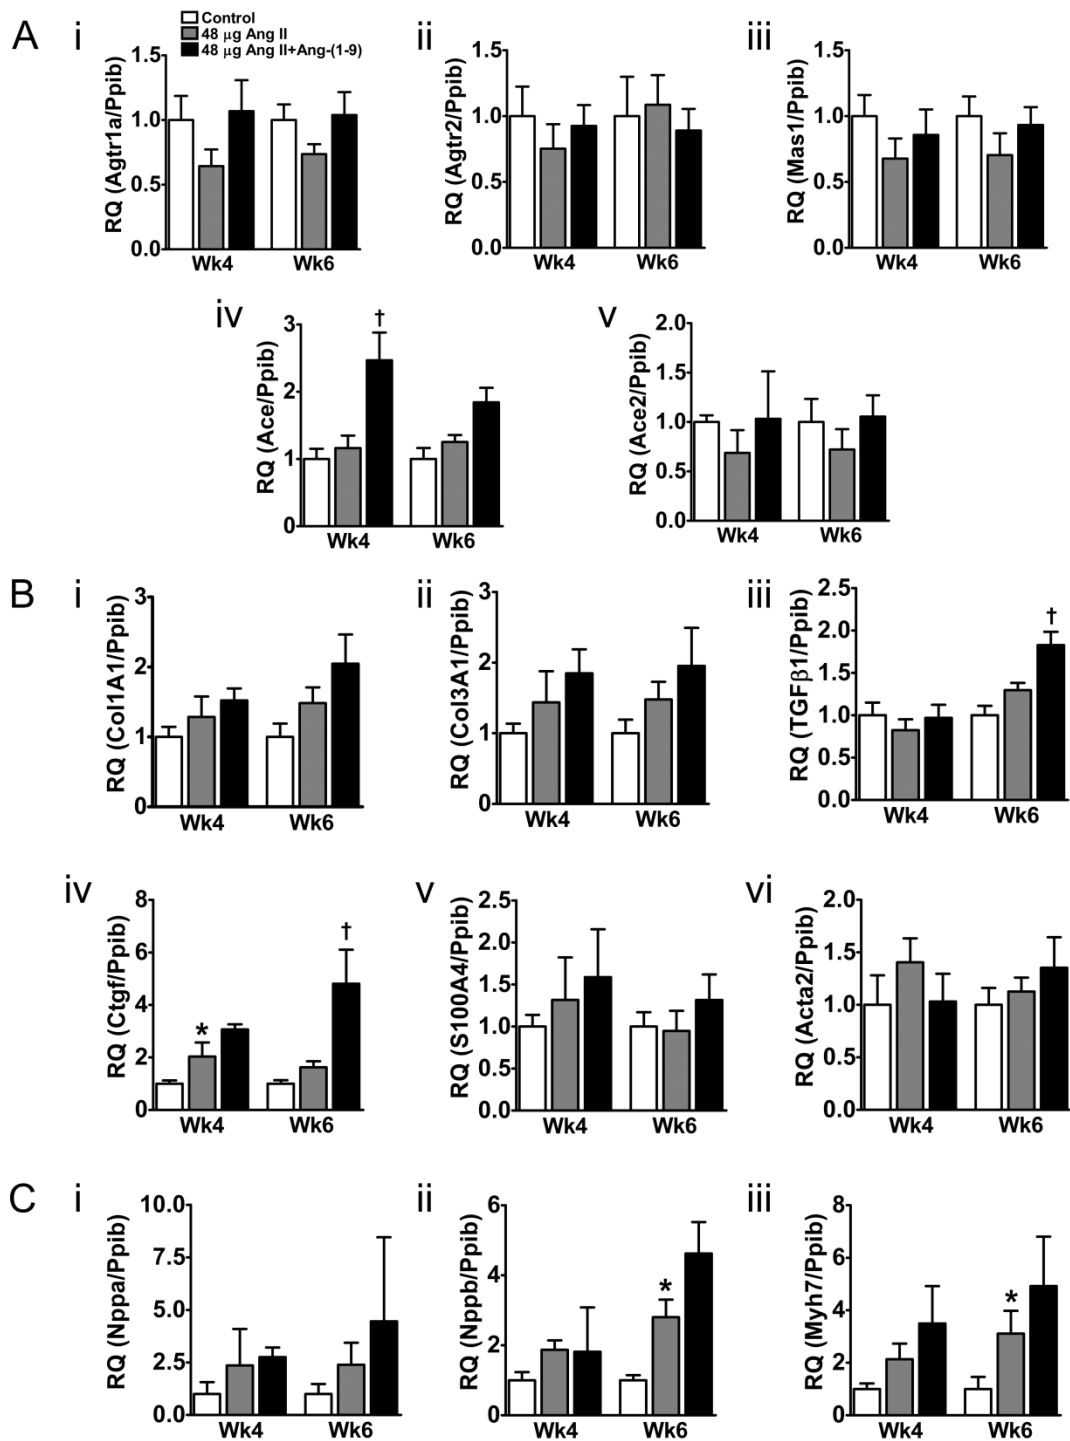 A
i
Control
48 μg Ang II
48 μg Ang II+Ang-(1-9)
RQ (Agtr1a/Ppib)
1.5
1.0
0.5
0.0
Wk4 Wk6
ii
RQ (Agtr2/Ppib)
1.5
1.0
0.5
0.0
Wk4 Wk6
iii
RQ (Mas1/Ppib)
1.5
1.0
0.5
0.0
Wk4 Wk6
iv
RQ (Ace/Ppib)
3
2
1
0
†
Wk4 Wk6
v
RQ (Ace2/Ppib)
2.0
1.5
1.0
0.5
0.0
Wk4 Wk6
B
i
RQ (Col1A1/Ppib)
3
2
1
0
Wk4 Wk6
ii
RQ (Col3A1/Ppib)
3
2
1
0
Wk4 Wk6
iii
RQ (TGFβ1/Ppib)
2.5
2.0
1.5
1.0
0.5
0.0
†
Wk4 Wk6
iv
RQ (Ctgf/Ppib)
8
6
4
2
0
* †
Wk4 Wk6
v
RQ (S100A4/Ppib)
2.5
2.0
1.5
1.0
0.5
0.0
Wk4 Wk6
vi
RQ (Acta2/Ppib)
2.0
1.5
1.0
0.5
0.0
Wk4 Wk6
C
i
RQ (Nppa/Ppib)
10.0
7.5
5.0
2.5
0.0
Wk4 Wk6
ii
RQ (Nppb/Ppib)
6
4
2
0
*
Wk4 Wk6
iii
RQ (Myh7/Ppib)
8
6
4
2
0
*
Wk4 Wk6